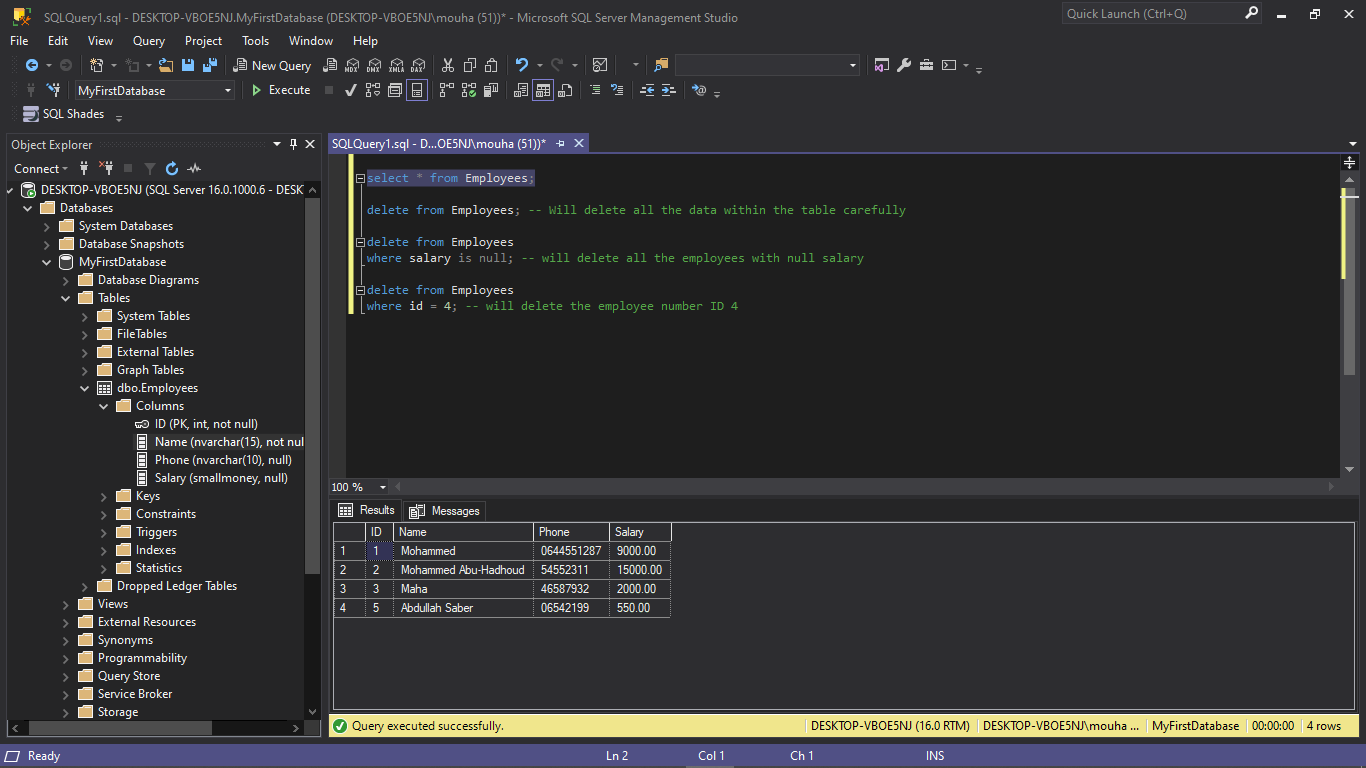 SQLQuery1.sql - DESKTOP-VBOE5NJ.MyFirstDatabase (DESKTOP-VBOE5NJ\mouha (51))* - Microsoft SQL Server Management Studio
Quick Launch (Ctrl+Q)
File Edit View Query Project Tools Window Help
New Query MDX DMX XMLA DAX
MyFirstDatabase Execute
SQL Shades
Object Explorer
Connect
DESKTOP-VBOE5NJ (SQL Server 16.0.1000.6 - DESK
Databases
System Databases
Database Snapshots
MyFirstDatabase
Database Diagrams
Tables
System Tables
FileTables
External Tables
Graph Tables
dbo.Employees
Columns
ID (PK, int, not null)
Name (nvarchar(15), not nul
Phone (nvarchar(10), null)
Salary (smallmoney, null)
Keys
Constraints
Triggers
Indexes
Statistics
Dropped Ledger Tables
Views
External Resources
Synonyms
Programmability
Query Store
Service Broker
Storage
SQLQuery1.sql - D...OE5NJ\mouha (51))*
select * from Employees;
delete from Employees; -- Will delete all the data within the table carefully
delete from Employees
where salary is null; -- will delete all the employees with null salary
delete from Employees
where id = 4; -- will delete the employee number ID 4
100 %
Results Messages
ID Name Phone Salary
1 1 Mohammed 0644551287 9000.00
2 2 Mohammed Abu-Hadhoud 54552311 15000.00
3 3 Maha 46587932 2000.00
4 5 Abdullah Saber 06542199 550.00
Query executed successfully. DESKTOP-VBOE5NJ (16.0 RTM) DESKTOP-VBOE5NJ\mouha ... MyFirstDatabase 00:00:00 4 rows
Ready Ln 2 Col 1 Ch 1 INS